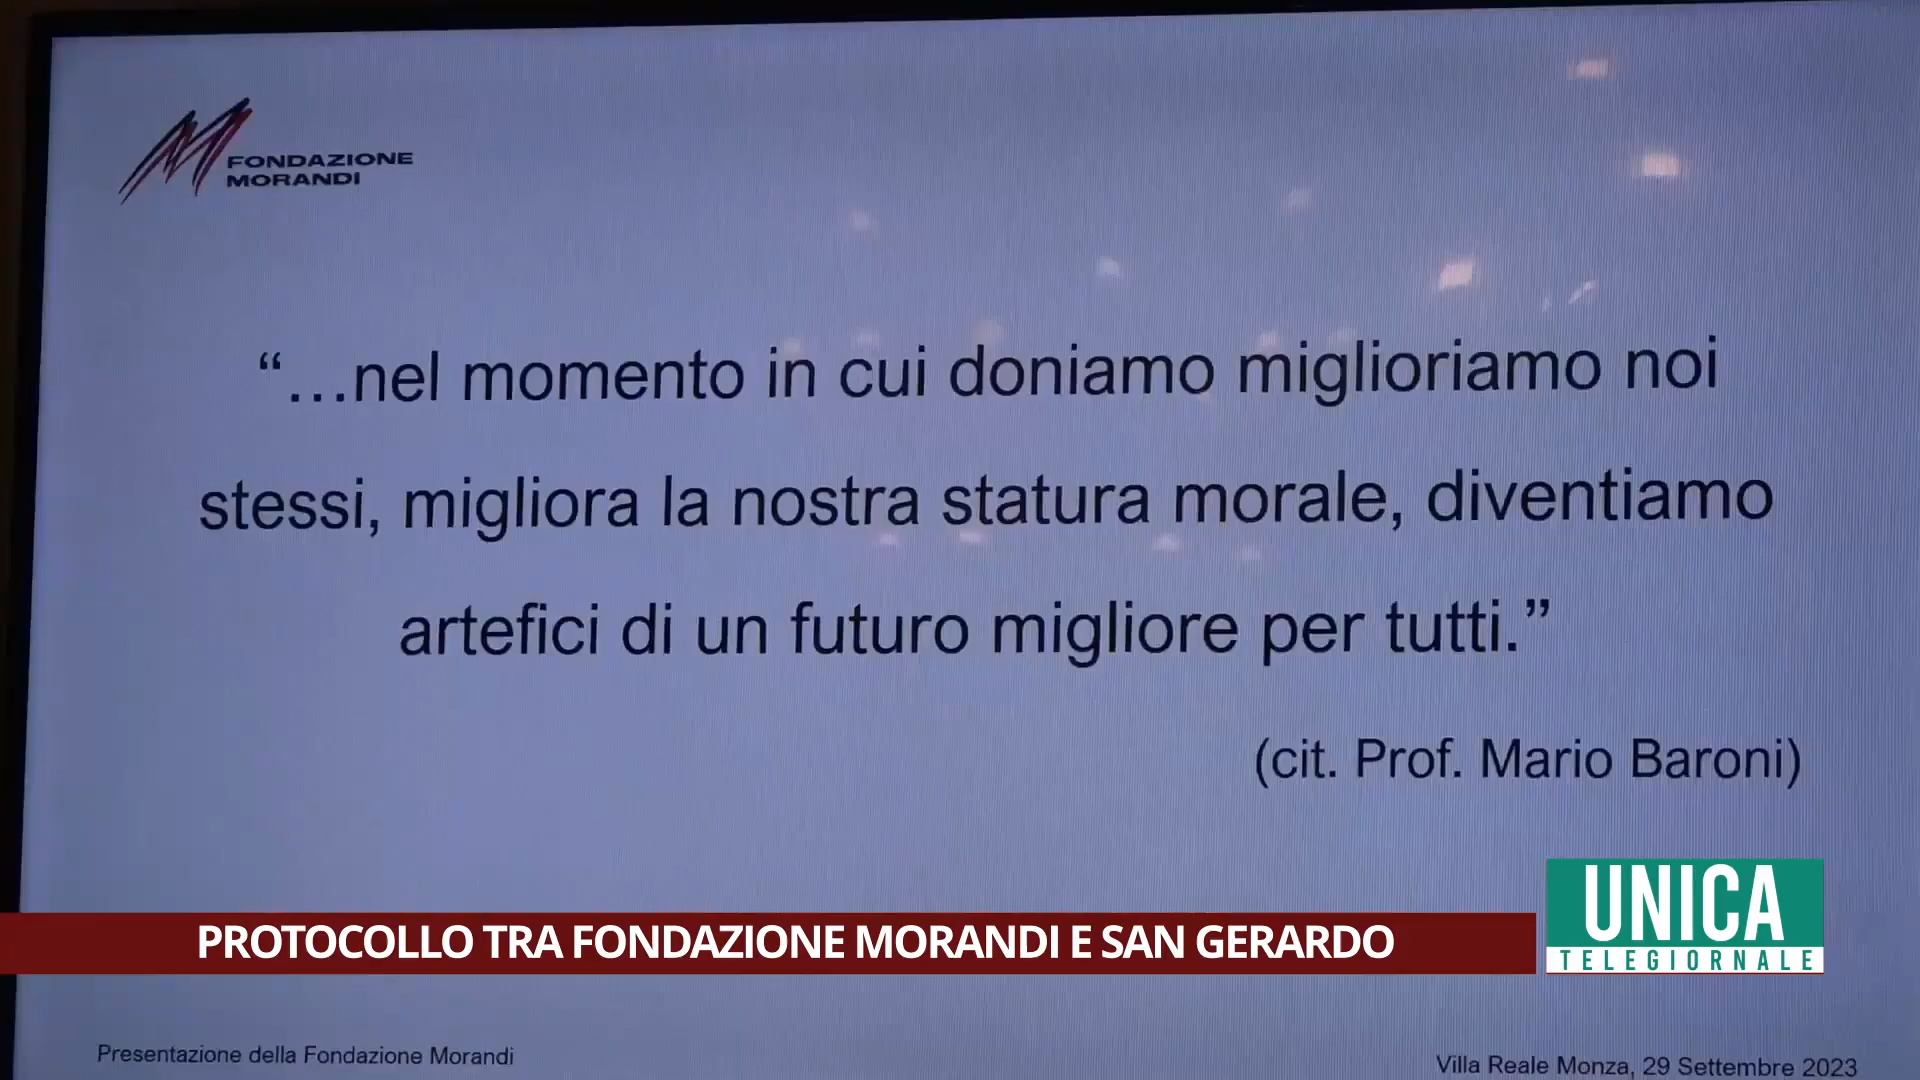 FONDAZIONE
MORANDI
“…nel momento in cui doniamo miglioriamo noi
stessi, migliora la nostra statura morale, diventiamo
artefici di un futuro migliore per tutti.”
(cit. Prof. Mario Baroni)
UNICA
TELEGIORNALE
PROTOCOLLO TRA FONDAZIONE MORANDI E SAN GERARDO
Presentazione della Fondazione Morandi
Villa Reale Monza, 29 Settembre 2023